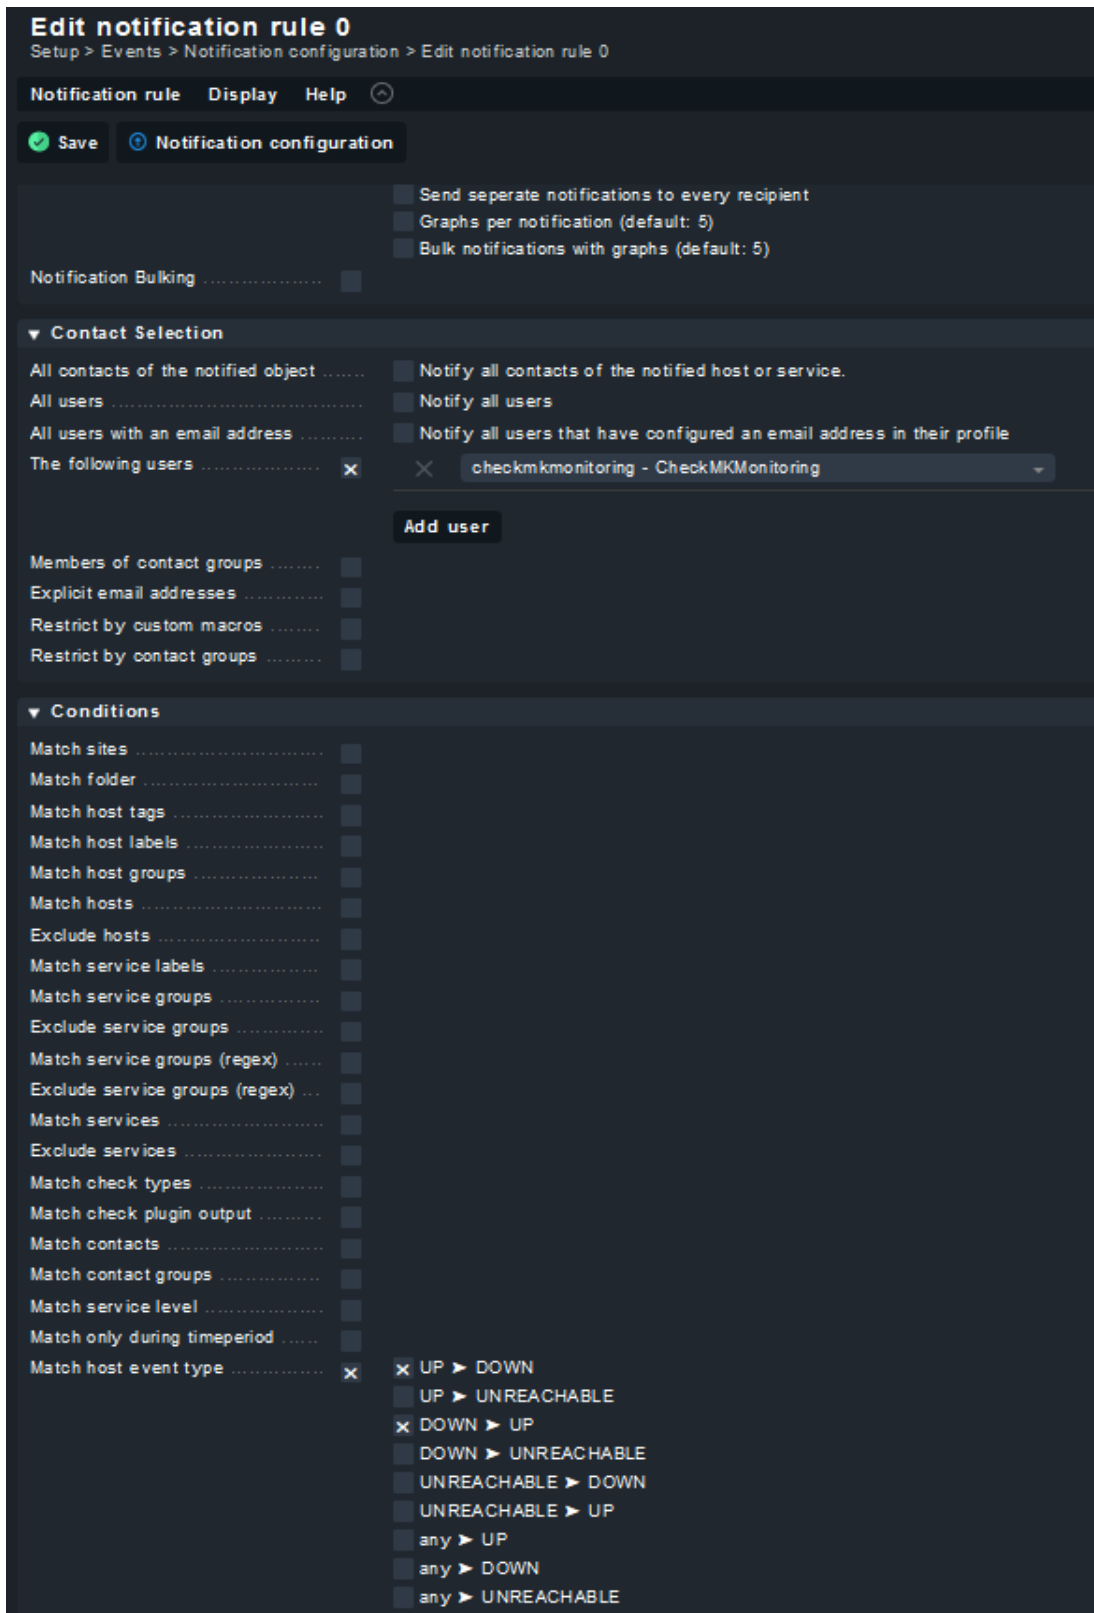 Edit notification rule 0
Setup > Events > Notification configuration > Edit notification rule 0
Notification rule Display Help
Save Notification configuration
Send seperate notifications to every recipient
Graphs per notification (default: 5)
Bulk notifications with graphs (default: 5)
Notification Bulking
Contact Selection
All contacts of the notified object Notify all contacts of the notified host or service.
All users Notify all users
All users with an email address Notify all users that have configured an email address in their profile
The following users checkmkmonitoring - CheckMKMonitoring
Add user
Members of contact groups
Explicit email addresses
Restrict by custom macros
Restrict by contact groups
Conditions
Match sites
Match folder
Match host tags
Match host labels
Match host groups
Match hosts
Exclude hosts
Match service labels
Match service groups
Exclude service groups
Match service groups (regex)
Exclude service groups (regex)
Match services
Exclude services
Match check types
Match check plugin output
Match contacts
Match contact groups
Match service level
Match only during timeperiod
Match host event type UP ➤ DOWN
UP ➤ UNREACHABLE
DOWN ➤ UP
DOWN ➤ UNREACHABLE
UNREACHABLE ➤ DOWN
UNREACHABLE ➤ UP
any ➤ UP
any ➤ DOWN
any ➤ UNREACHABLE